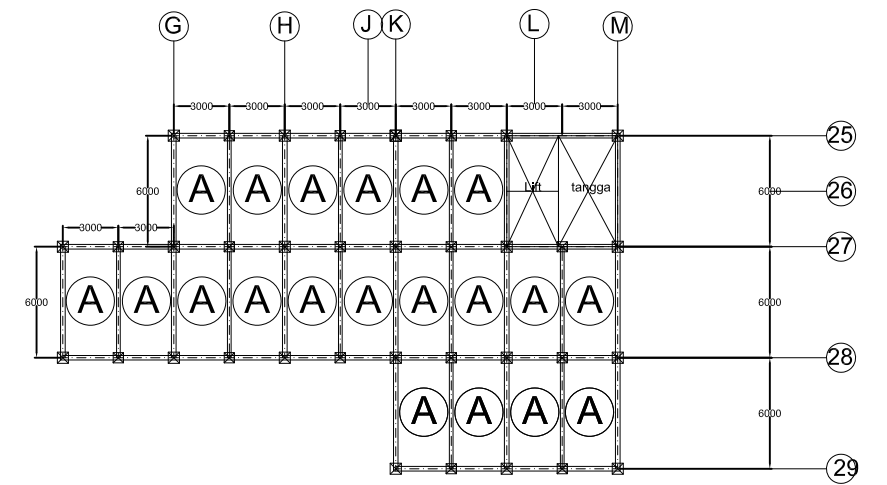 G H J K L M
3000 3000 3000 3000 3000 3000 3000 3000
25
6000 A A A A A A Lift tangga 6000 26
3000 3000
27
6000 A A A A A A A A A A 6000
28
A A A A 6000
29